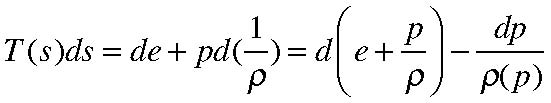 T(s)ds = de + pd(1/ρ) = d(e + p/ρ) − dp/ρ(p)